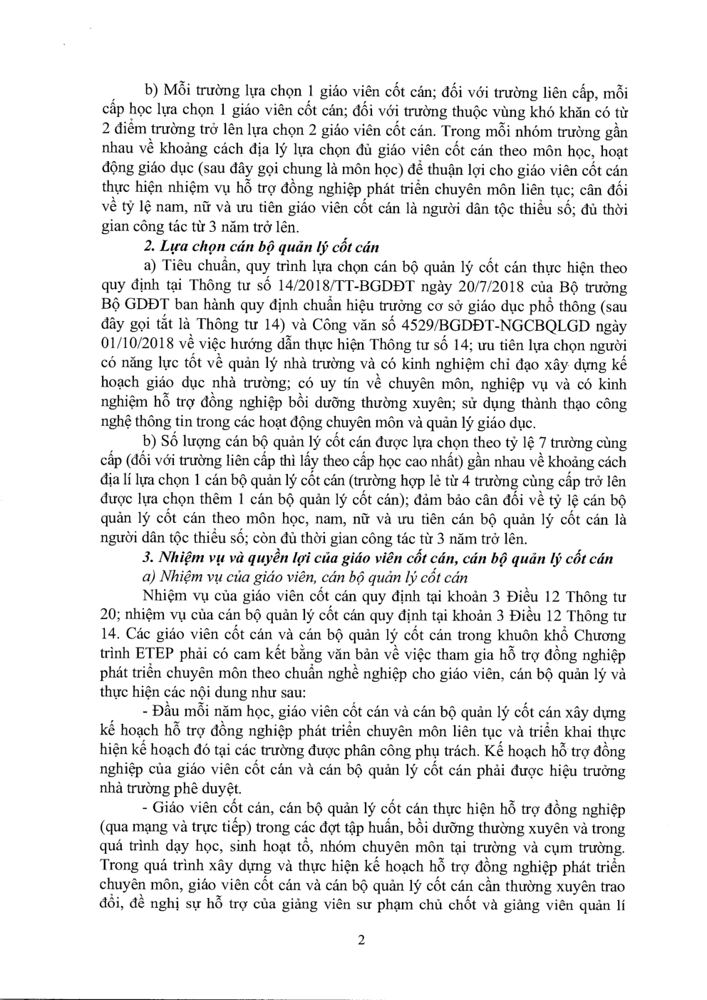 b) Mỗi trường lựa chọn 1 giáo viên cốt cán; đối với trường liên cấp, mỗi
cấp học lựa chọn 1 giáo viên cốt cán; đối với trường thuộc vùng khó khăn có từ
2 điểm trường trở lên lựa chọn 2 giáo viên cốt cán. Trong mỗi nhóm trường gần
nhau về khoảng cách địa lý lựa chọn đủ giáo viên cốt cán theo môn học, hoạt
động giáo dục (sau đây gọi chung là môn học) để thuận lợi cho giáo viên cốt cán
thực hiện nhiệm vụ hỗ trợ đồng nghiệp phát triển chuyên môn liên tục; cân đối
về tỷ lệ nam, nữ và ưu tiên giáo viên cốt cán là người dân tộc thiểu số; đủ thời
gian công tác từ 3 năm trở lên.
2. Lựa chọn cán bộ quản lý cốt cán
a) Tiêu chuẩn, quy trình lựa chọn cán bộ quản lý cốt cán thực hiện theo
quy định tại Thông tư số 14/2018/TT-BGDĐT ngày 20/7/2018 của Bộ trưởng
Bộ GDĐT ban hành quy định chuẩn hiệu trưởng cơ sở giáo dục phổ thông (sau
đây gọi tắt là Thông tư 14) và Công văn số 4529/BGDĐT-NGCBQLGD ngày
01/10/2018 về việc hướng dẫn thực hiện Thông tư số 14; ưu tiên lựa chọn người
có năng lực tốt về quản lý nhà trường và có kinh nghiệm chỉ đạo xây dựng kế
hoạch giáo dục nhà trường; có uy tín về chuyên môn, nghiệp vụ và có kinh
nghiệm hỗ trợ đồng nghiệp bồi dưỡng thường xuyên; sử dụng thành thạo công
nghệ thông tin trong các hoạt động chuyên môn và quản lý giáo dục.
b) Số lượng cán bộ quản lý cốt cán được lựa chọn theo tỷ lệ 7 trường cùng
cấp (đối với trường liên cấp thì lấy theo cấp học cao nhất) gần nhau về khoảng cách
địa lí lựa chọn 1 cán bộ quản lý cốt cán (trường hợp lẻ từ 4 trường cùng cấp trở lên
được lựa chọn thêm 1 cán bộ quản lý cốt cán); đảm bảo cân đối về tỷ lệ cán bộ
quản lý cốt cán theo môn học, nam, nữ và ưu tiên cán bộ quản lý cốt cán là
người dân tộc thiểu số; còn đủ thời gian công tác từ 3 năm trở lên.
3. Nhiệm vụ và quyền lợi của giáo viên cốt cán, cán bộ quản lý cốt cán
a) Nhiệm vụ của giáo viên, cán bộ quản lý cốt cán
Nhiệm vụ của giáo viên cốt cán quy định tại khoản 3 Điều 12 Thông tư
20; nhiệm vụ của cán bộ quản lý cốt cán quy định tại khoản 3 Điều 12 Thông tư
14. Các giáo viên cốt cán và cán bộ quản lý cốt cán trong khuôn khổ Chương
trình ETEP phải có cam kết bằng văn bản về việc tham gia hỗ trợ đồng nghiệp
phát triển chuyên môn theo chuẩn nghề nghiệp cho giáo viên, cán bộ quản lý và
thực hiện các nội dung như sau:
- Đầu mỗi năm học, giáo viên cốt cán và cán bộ quản lý cốt cán xây dựng
kế hoạch hỗ trợ đồng nghiệp phát triển chuyên môn liên tục và triển khai thực
hiện kế hoạch đó tại các trường được phân công phụ trách. Kế hoạch hỗ trợ đồng
nghiệp của giáo viên cốt cán và cán bộ quản lý cốt cán phải được hiệu trưởng
nhà trường phê duyệt.
- Giáo viên cốt cán, cán bộ quản lý cốt cán thực hiện hỗ trợ đồng nghiệp
(qua mạng và trực tiếp) trong các đợt tập huấn, bồi dưỡng thường xuyên và trong
quá trình dạy học, sinh hoạt tổ, nhóm chuyên môn tại trường và cụm trường.
Trong quá trình xây dựng và thực hiện kế hoạch hỗ trợ đồng nghiệp phát triển
chuyên môn, giáo viên cốt cán và cán bộ quản lý cốt cán cần thường xuyên trao
đổi, đề nghị sự hỗ trợ của giảng viên sư phạm chủ chốt và giảng viên quản lí
2